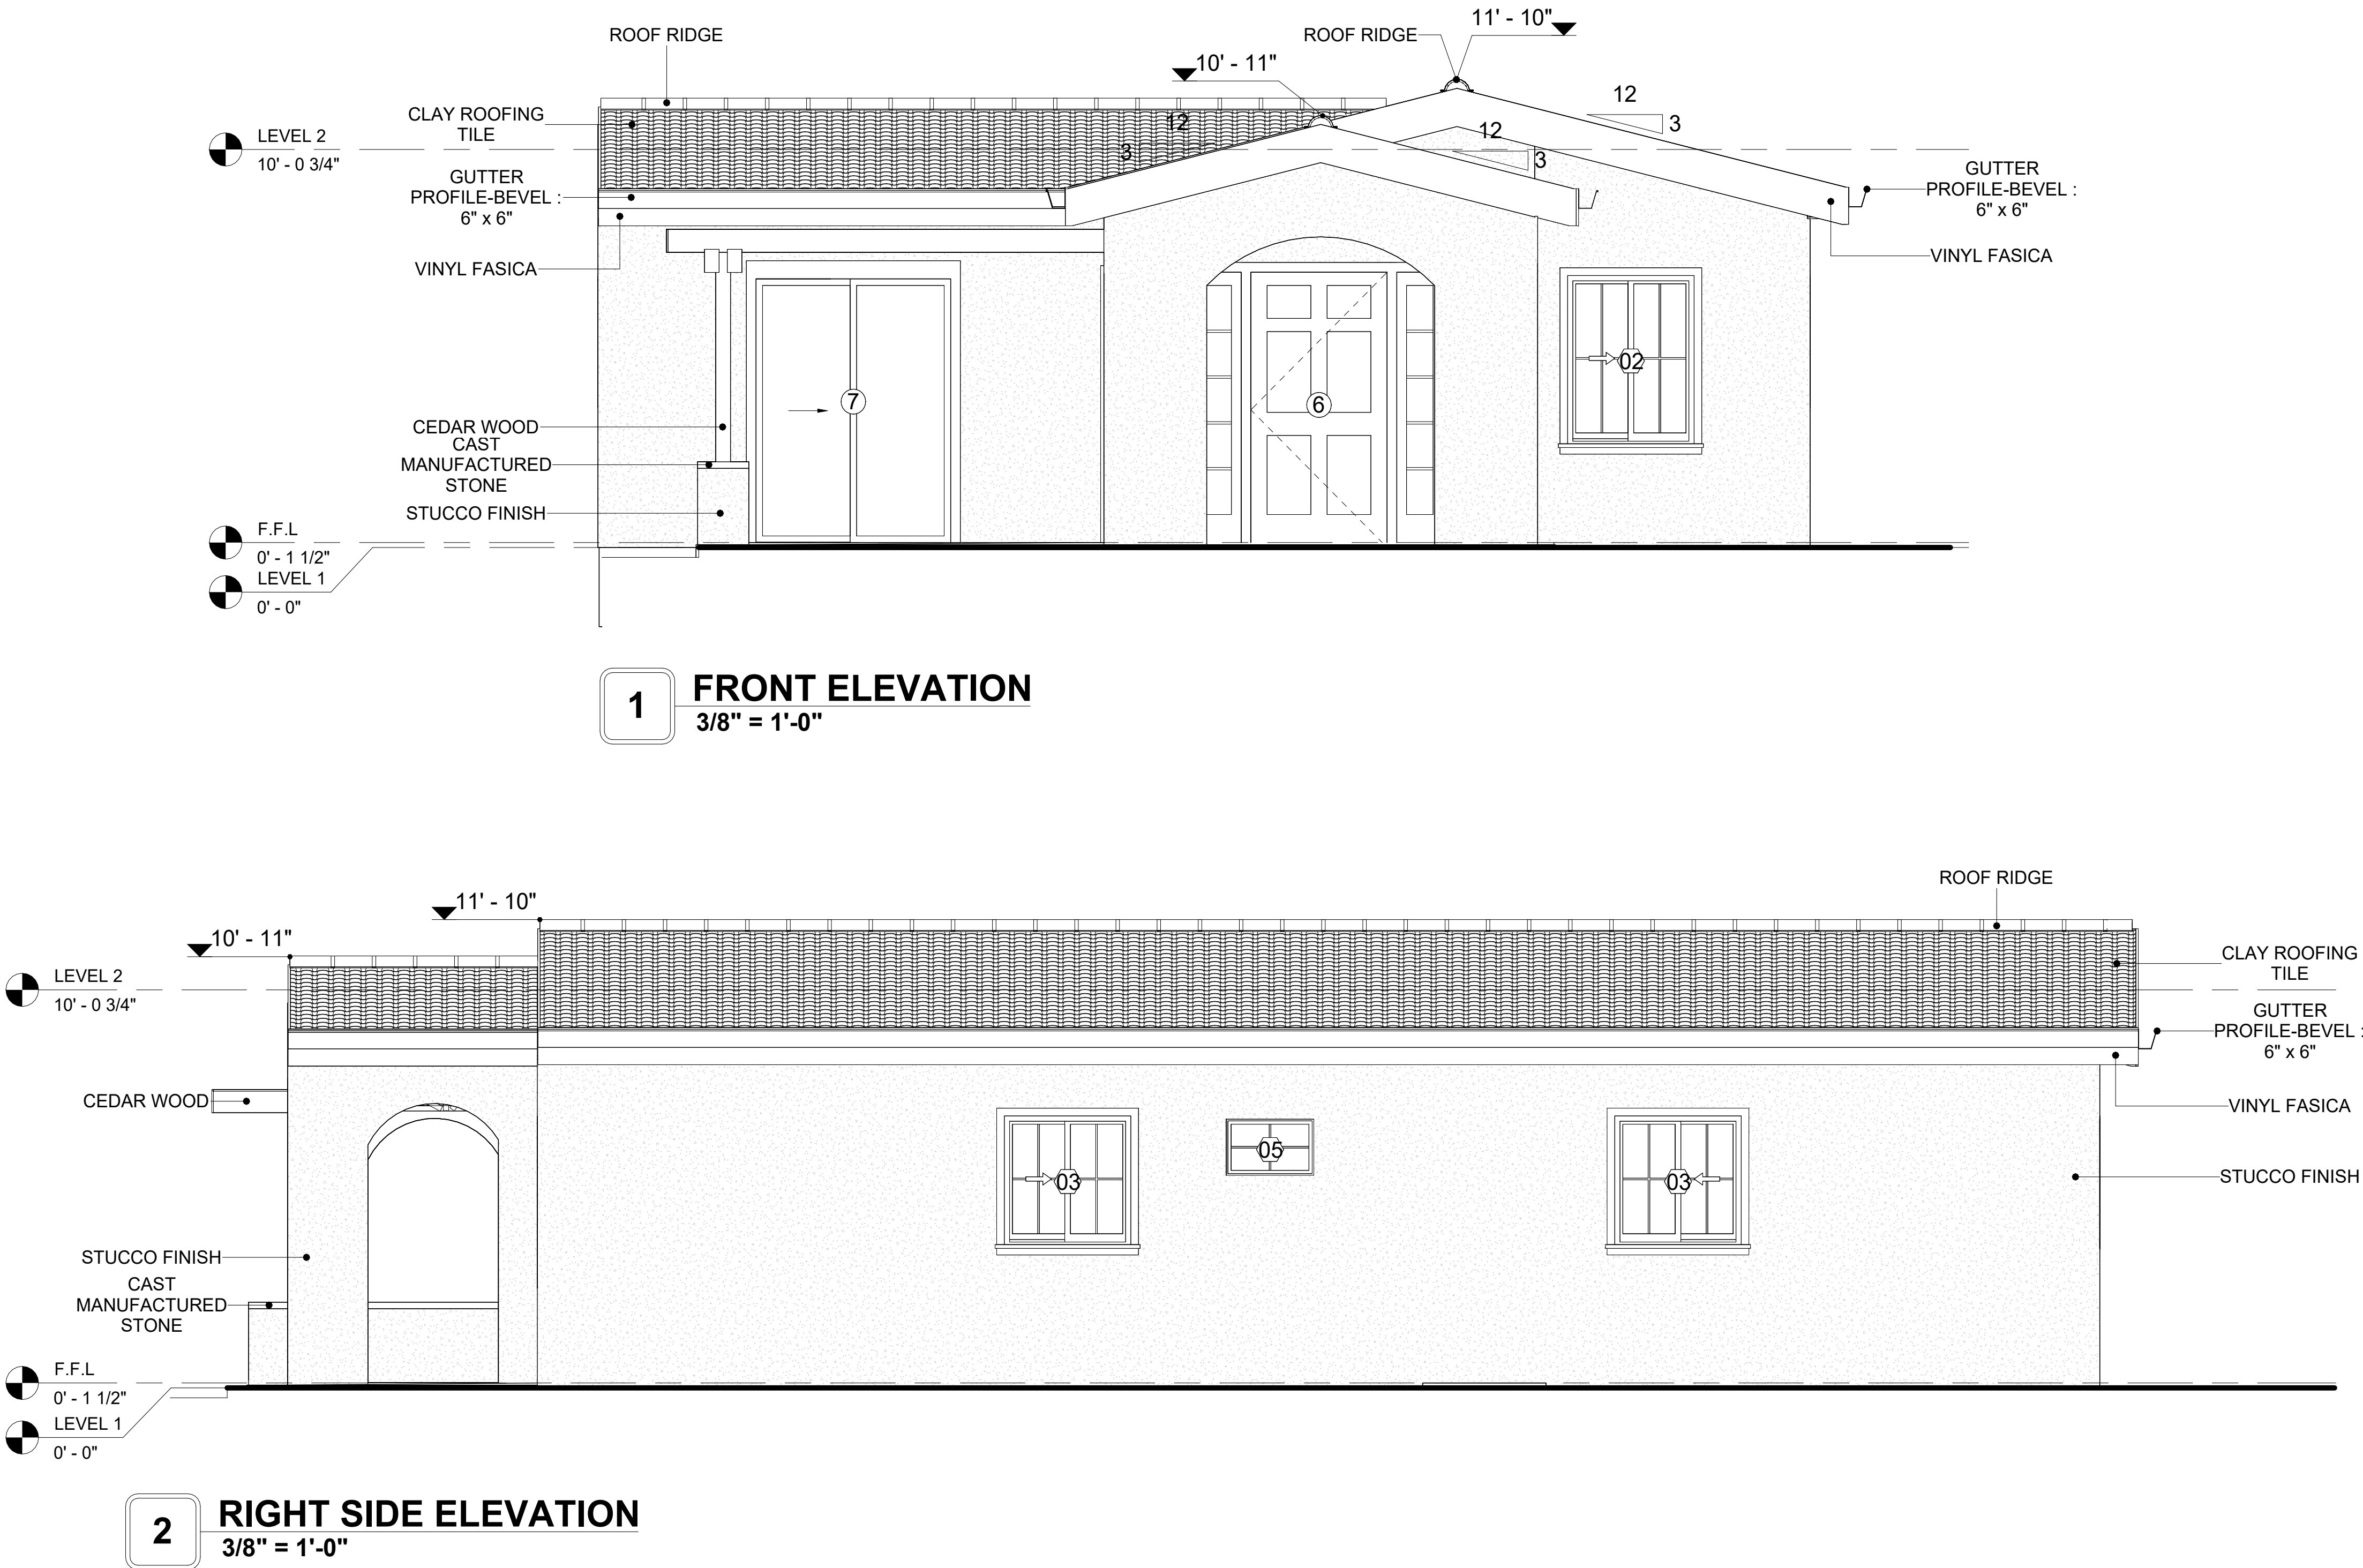 11' - 10"
ROOF RIDGE
ROOF RIDGE
10' - 11"
12
3
CLAY ROOFING
TILE
12
3
12
3
LEVEL 2
10' - 0 3/4"
GUTTER
PROFILE-BEVEL :
6" x 6"
GUTTER
PROFILE-BEVEL :
6" x 6"
VINYL FASICA
VINYL FASICA
02
7
6
CEDAR WOOD
CAST
MANUFACTURED
STONE
STUCCO FINISH
F.F.L
0' - 1 1/2"
LEVEL 1
0' - 0"
1
FRONT ELEVATION
3/8" = 1'-0"
ROOF RIDGE
11' - 10"
10' - 11"
CLAY ROOFING
TILE
LEVEL 2
10' - 0 3/4"
GUTTER
PROFILE-BEVEL :
6" x 6"
CEDAR WOOD
VINYL FASICA
05
03
03
STUCCO FINISH
STUCCO FINISH
CAST
MANUFACTURED
STONE
F.F.L
0' - 1 1/2"
LEVEL 1
0' - 0"
2
RIGHT SIDE ELEVATION
3/8" = 1'-0"